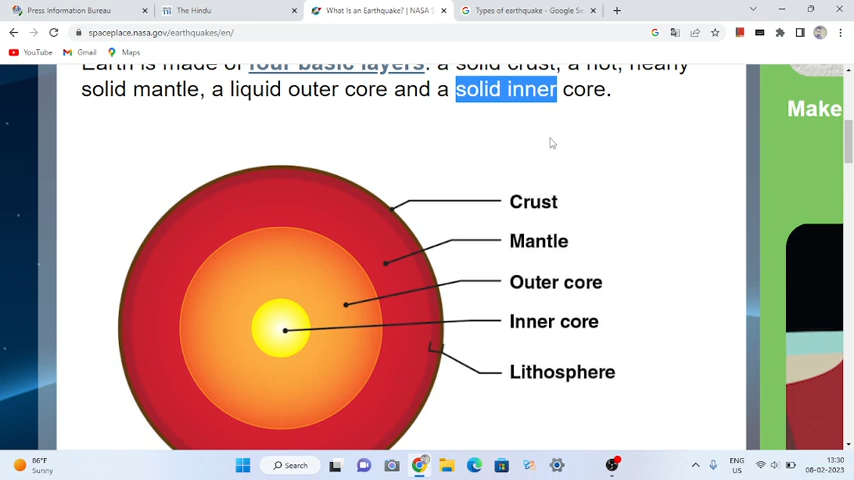 Press Information Bureau
The Hindu
What Is an Earthquake? | NASA S
Types of earthquake - Google Se
spaceplace.nasa.gov/earthquakes/en/
YouTube
Gmail
Maps
Earth is made of four basic layers: a solid crust, a hot, nearly
solid mantle, a liquid outer core and a solid inner core.
Make
Crust
Mantle
Outer core
Inner core
Lithosphere
86°F
Sunny
Search
ENG
US
13:30
08-02-2023